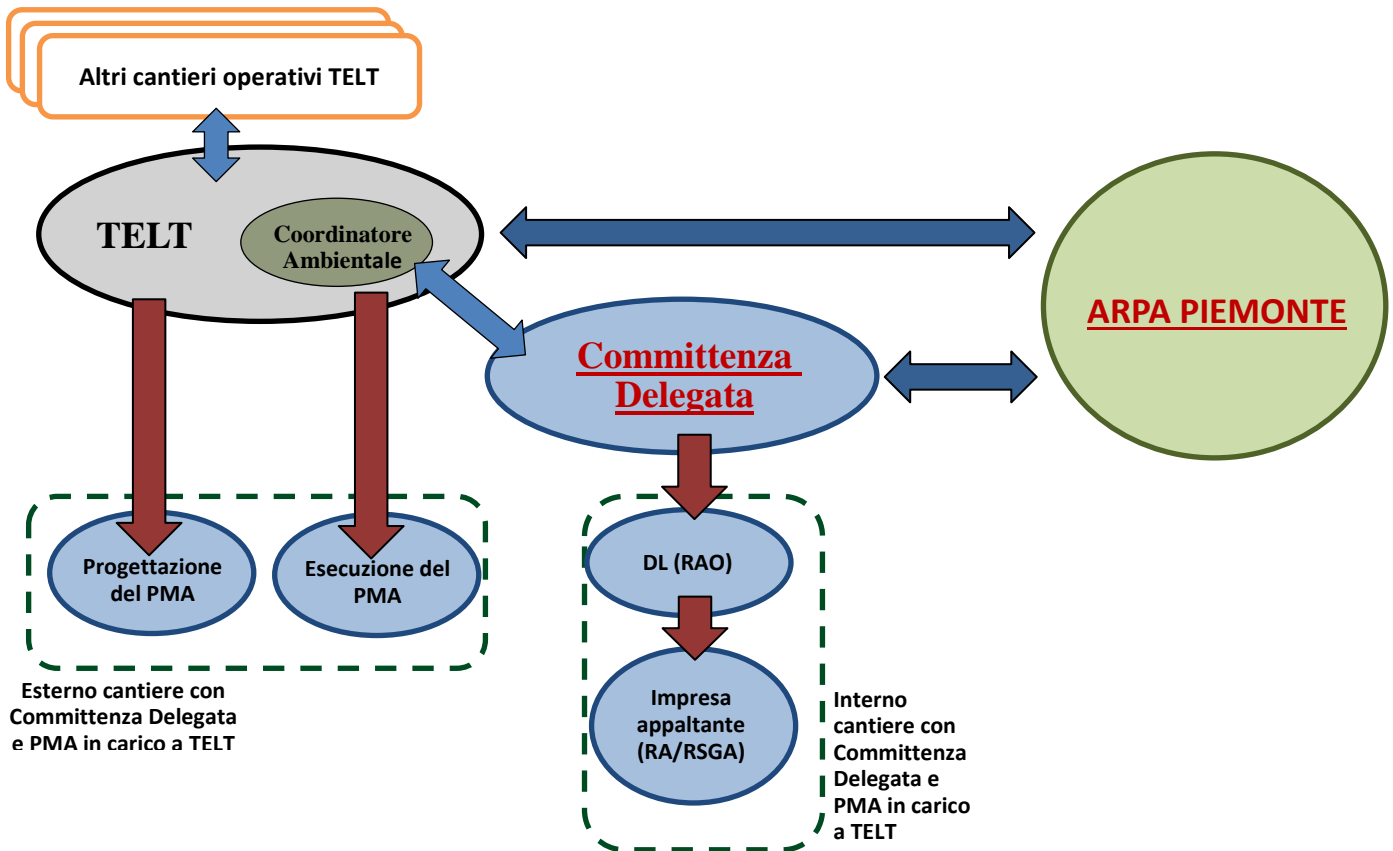 Altri cantieri operativi TELT
TELT
Coordinatore
Ambientale
ARPA PIEMONTE
Committenza
Delegata
Progettazione
del PMA
Esecuzione del
PMA
DL (RAO)
Esterno cantiere con
Committenza Delegata
e PMA in carico a TELT
Impresa
appaltante
(RA/RSGA)
Interno
cantiere con
Committenza
Delegata e
PMA in carico
a TELT